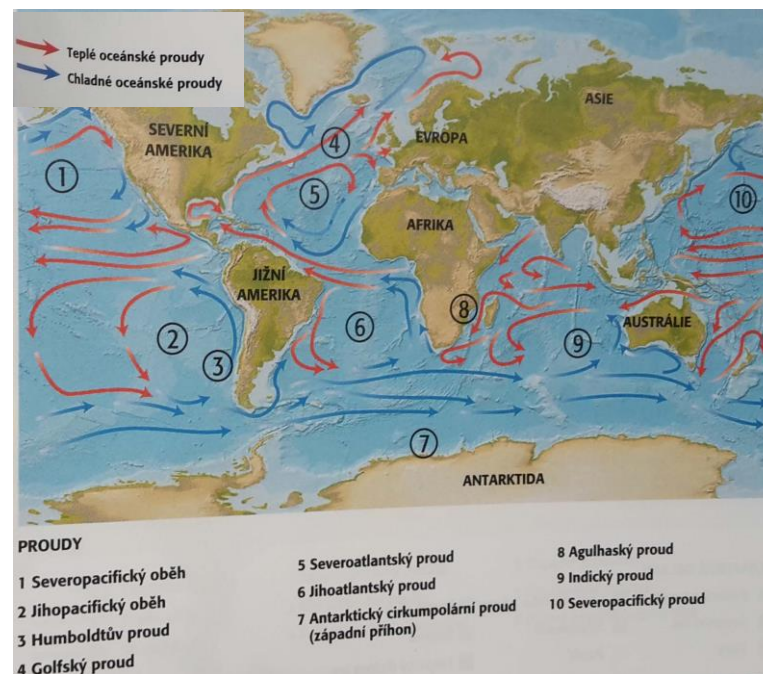 Teplé oceánské proudy
Chladné oceánské proudy
SEVERNÍ
AMERIKA
EVROPA
ASIE
AFRIKA
JIŽNÍ
AMERIKA
AUSTRÁLIE
ANTARKTIDA
1
2
3
4
5
6
7
8
9
10
PROUDY
1 Severopacifický oběh
2 Jihopacifický oběh
3 Humboldtův proud
4 Golfský proud
5 Severoatlantský proud
6 Jihoatlantský proud
7 Antarktický cirkumpolární proud
(západní příhon)
8 Agulhaský proud
9 Indický proud
10 Severopacifický proud